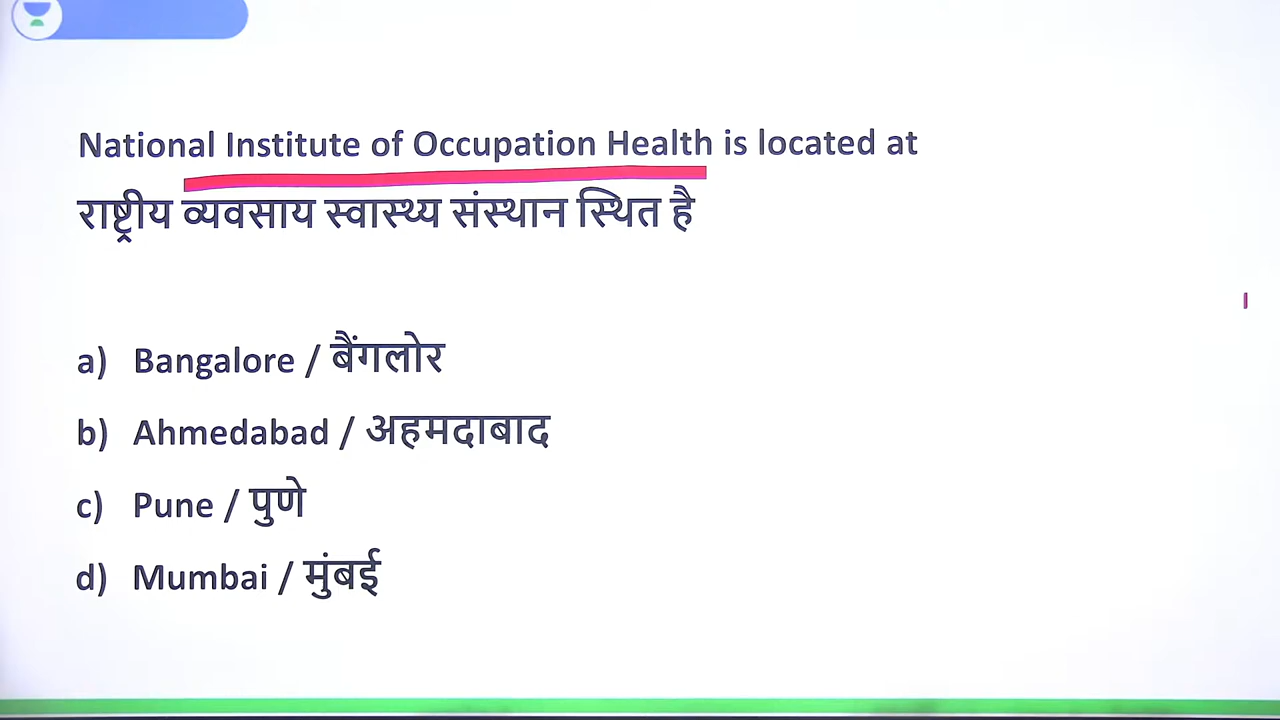 National Institute of Occupation Health is located at
राष्ट्रीय व्यवसाय स्वास्थ्य संस्थान स्थित है
a) Bangalore / बैंगलोर
b) Ahmedabad / अहमदाबाद
c) Pune / पुणे
d) Mumbai / मुंबई